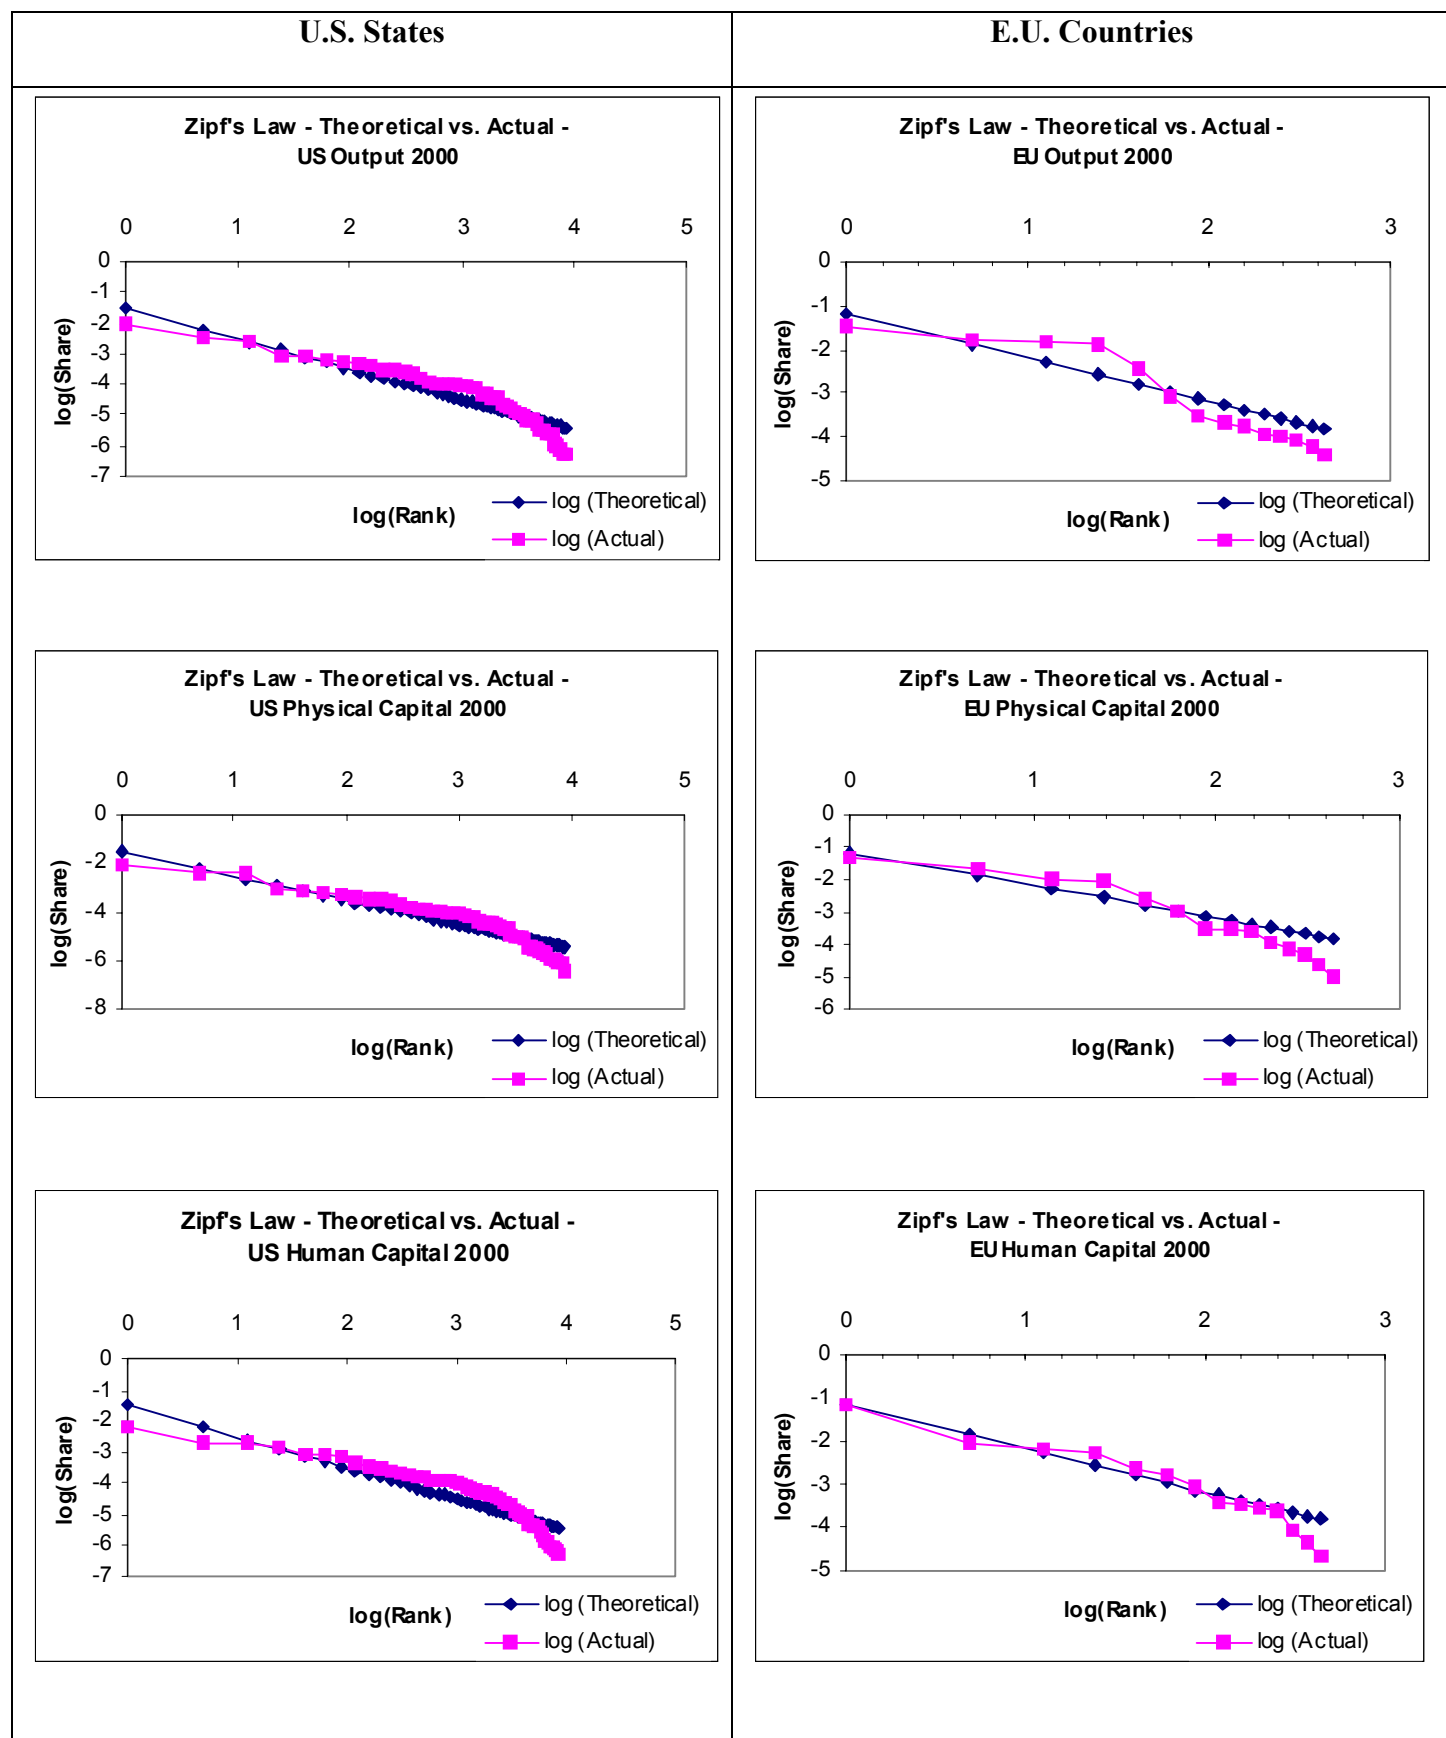 U.S. States
E.U. Countries
Zipf's Law - Theoretical vs. Actual -
US Output 2000
0 1 2 3 4 5
0
-1
-2
-3
-4
-5
-6
-7
log(Share)
log(Rank)
log (Theoretical)
log (Actual)
Zipf's Law - Theoretical vs. Actual -
EU Output 2000
0 1 2 3
0
-1
-2
-3
-4
-5
log(Share)
log(Rank)
log (Theoretical)
log (Actual)
Zipf's Law - Theoretical vs. Actual -
US Physical Capital 2000
0 1 2 3 4 5
0
-2
-4
-6
-8
log(Share)
log(Rank)
log (Theoretical)
log (Actual)
Zipf's Law - Theoretical vs. Actual -
EU Physical Capital 2000
0 1 2 3
0
-1
-2
-3
-4
-5
-6
log(Share)
log(Rank)
log (Theoretical)
log (Actual)
Zipf's Law - Theoretical vs. Actual -
US Human Capital 2000
0 1 2 3 4 5
0
-1
-2
-3
-4
-5
-6
-7
log(Share)
log(Rank)
log (Theoretical)
log (Actual)
Zipf's Law - Theoretical vs. Actual -
EU Human Capital 2000
0 1 2 3
0
-1
-2
-3
-4
-5
log(Share)
log(Rank)
log (Theoretical)
log (Actual)